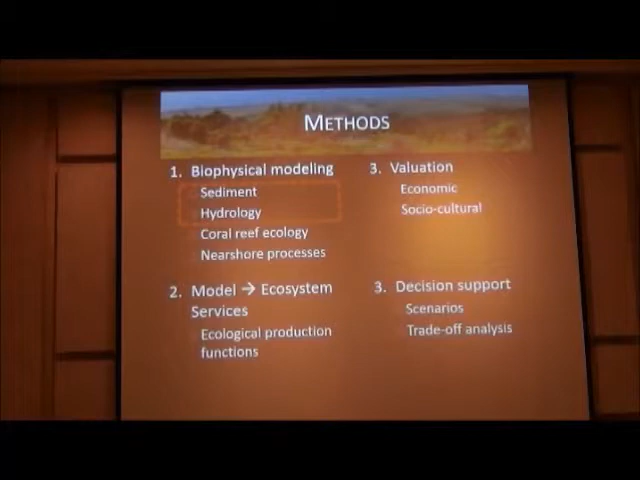 METHODS
1. Biophysical modeling
Sediment
Hydrology
Coral reef ecology
Nearshore processes
2. Model → Ecosystem
Services
Ecological production
functions
3. Valuation
Economic
Socio-cultural
3. Decision support
Scenarios
Trade-off analysis